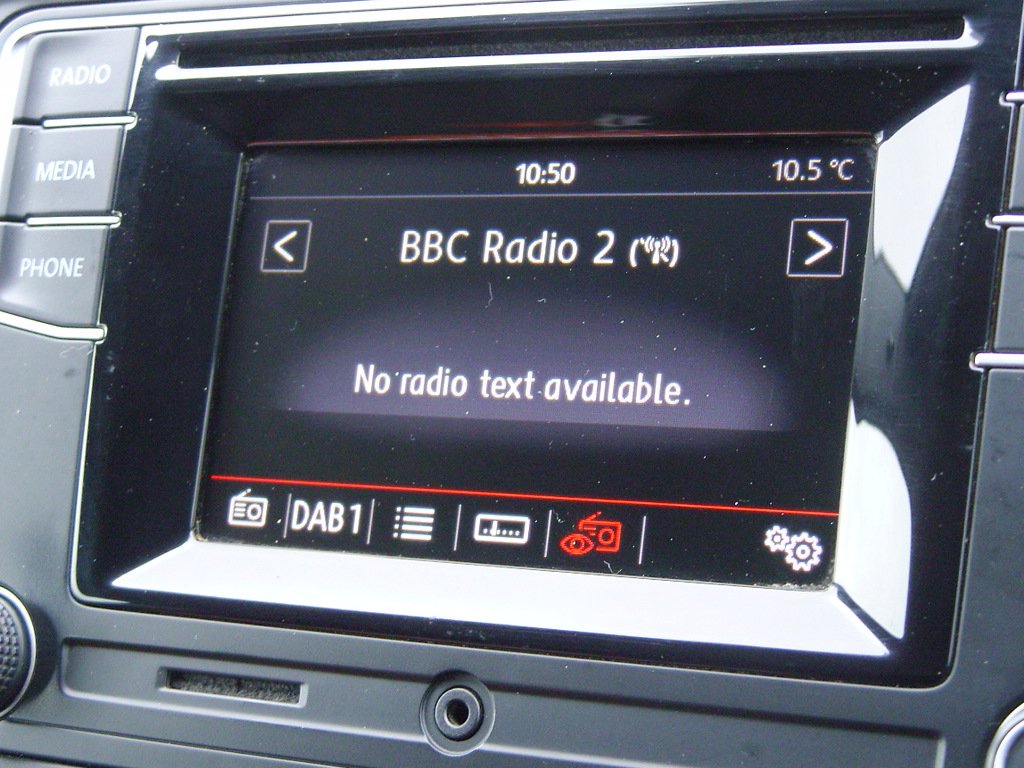 RADIO
MEDIA
PHONE
10:50
10.5 °C
< BBC Radio 2 >
No radio text available.
DAB1